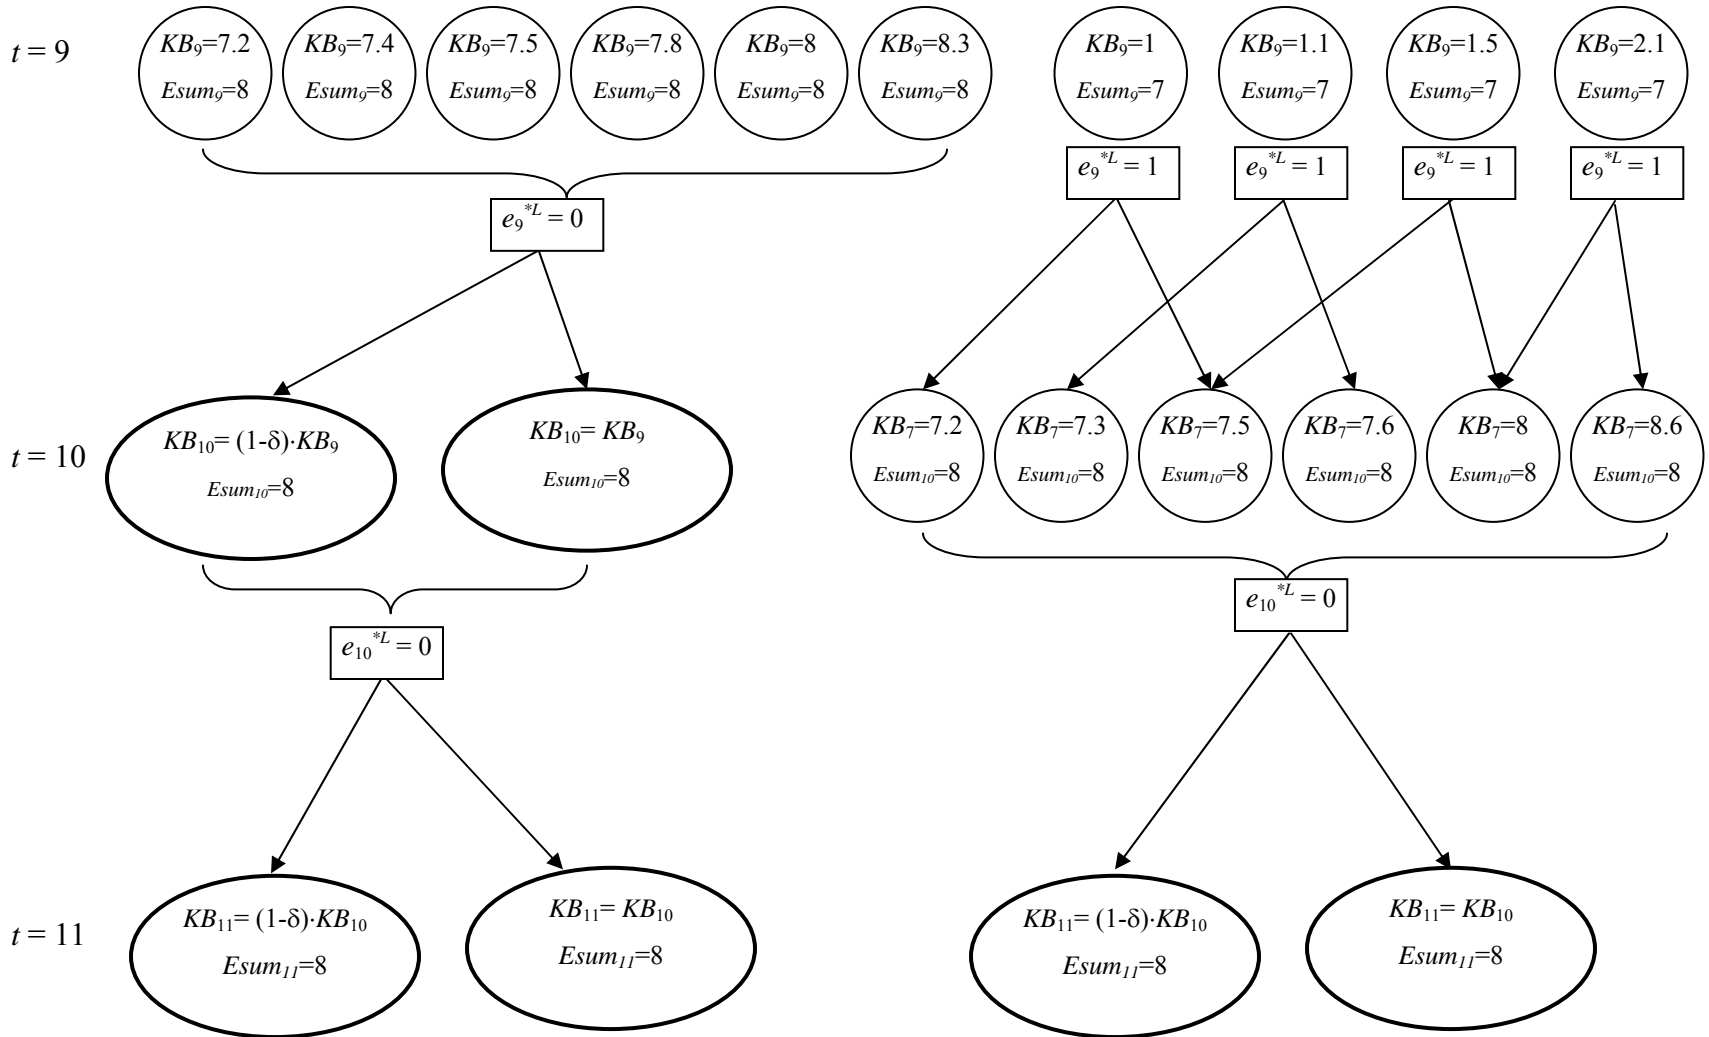 t = 9
KB9=7.2
Esum9=8
KB9=7.4
Esum9=8
KB9=7.5
Esum9=8
KB9=7.8
Esum9=8
KB9=8
Esum9=8
KB9=8.3
Esum9=8
KB9=1
Esum9=7
KB9=1.1
Esum9=7
KB9=1.5
Esum9=7
KB9=2.1
Esum9=7
e9*L = 0
e9*L = 1
e9*L = 1
e9*L = 1
e9*L = 1
t = 10
KB10= (1-δ)·KB9
Esum10=8
KB10= KB9
Esum10=8
KB7=7.2
Esum10=8
KB7=7.3
Esum10=8
KB7=7.5
Esum10=8
KB7=7.6
Esum10=8
KB7=8
Esum10=8
KB7=8.6
Esum10=8
e10*L = 0
e10*L = 0
t = 11
KB11= (1-δ)·KB10
Esum11=8
KB11= KB10
Esum11=8
KB11= (1-δ)·KB10
Esum11=8
KB11= KB10
Esum11=8